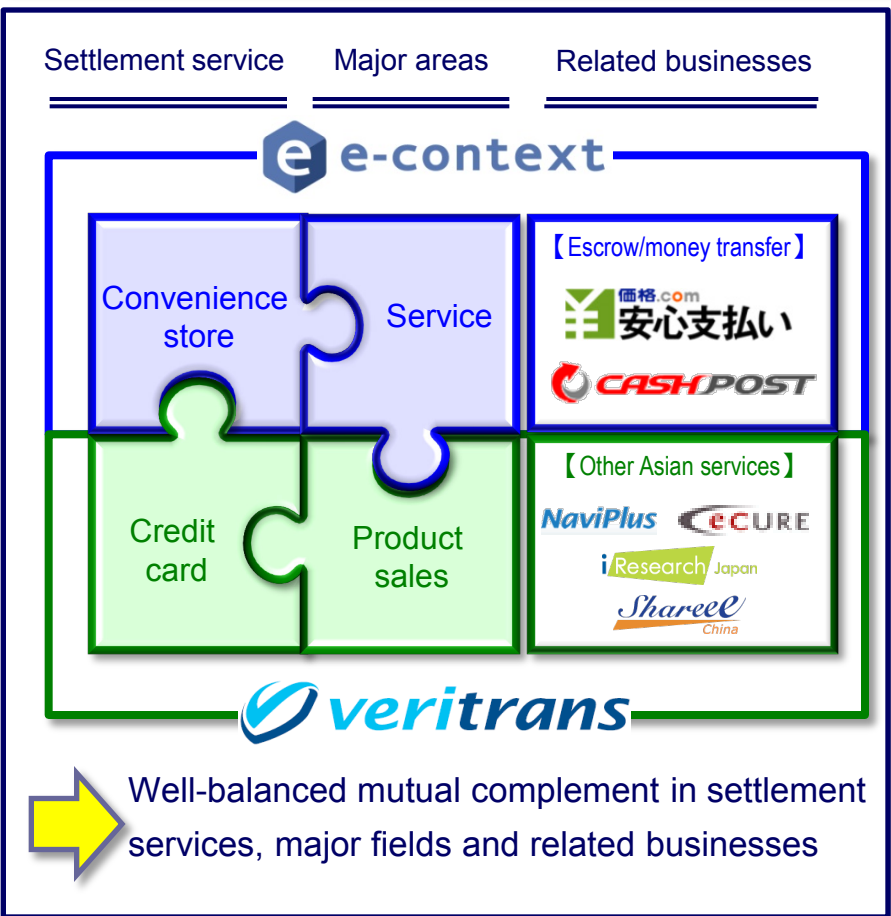 Settlement service
Major areas
Related businesses
e e-context
Convenience
store
Service
【Escrow/money transfer】
価格.com
安心支払い
CASHPOST
Credit
card
Product
sales
【Other Asian services】
NaviPlus
eCURE
iResearch Japan
Shareee
China
veritrans
Well-balanced mutual complement in settlement
services, major fields and related businesses